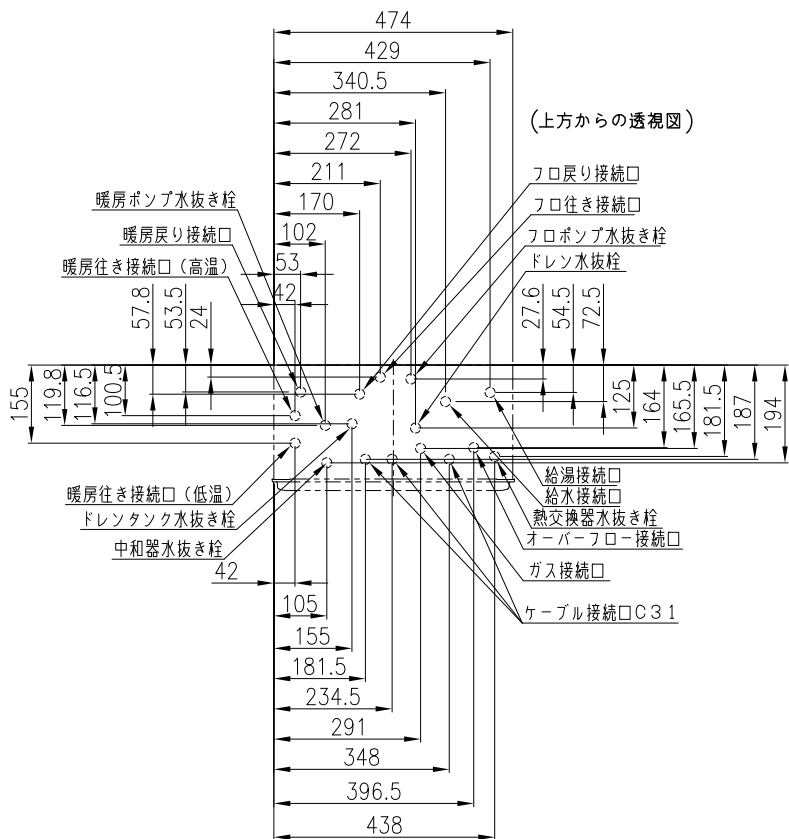 474
429
340.5
281
(上方からの透視図)
272
211
フロ戻り接続口
170
フロ往き接続口
暖房ポンプ水抜き栓
102
フロポンプ水抜き栓
暖房戻り接続口
53
ドレン水抜栓
暖房往き接続口(高温)
42
57.8
53.5
24
27.6
54.5
72.5
155
119.8
116.5
100.5
125
164
165.5
181.5
187
194
給湯接続口
暖房往き接続口(低温)
給水接続口
ドレンタンク水抜き栓
熱交換器水抜き栓
中和器水抜き栓
オーバーフロー接続口
42
ガス接続口
105
ケーブル接続口C31
155
181.5
234.5
291
348
396.5
438